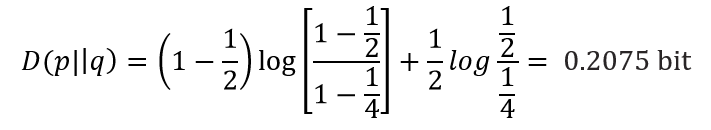 D(p||q) = (1 − 1/2) log [(1 − 1/2)/(1 − 1/4)] + 1/2 log (1/2)/(1/4) = 0.2075 bit